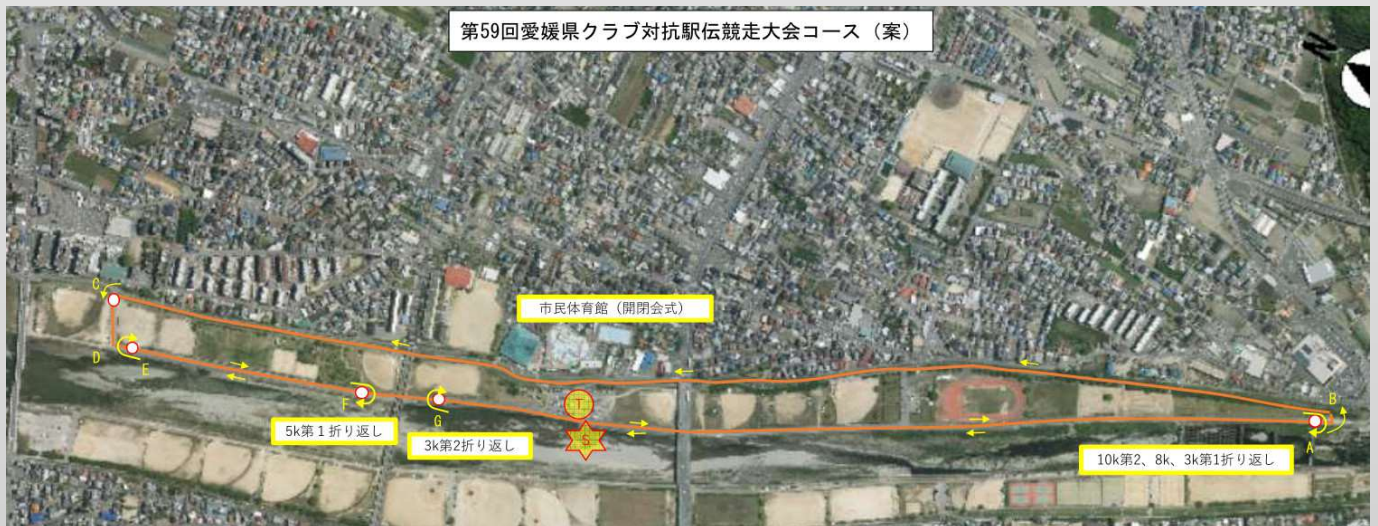 第59回愛媛県クラブ対抗駅伝競走大会コース（案）
N
市民体育館（開閉会式）
C
D
E
F
G
T
S
B
A
5k第1折り返し
3k第2折り返し
10k第2、8k、3k第1折り返し